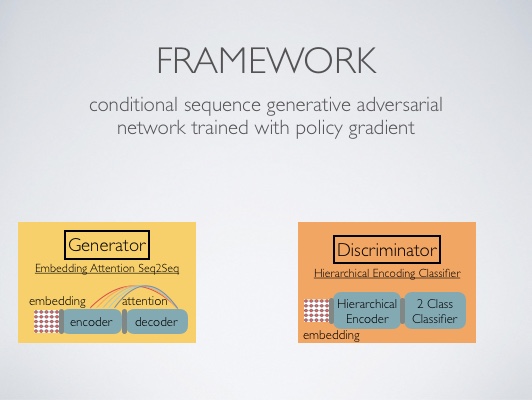 FRAMEWORK
conditional sequence generative adversarial
network trained with policy gradient
Generator
Embedding Attention Seq2Seq
embedding attention
encoder decoder
Discriminator
Hierarchical Encoding Classifier
Hierarchical
Encoder
2 Class
Classifier
embedding